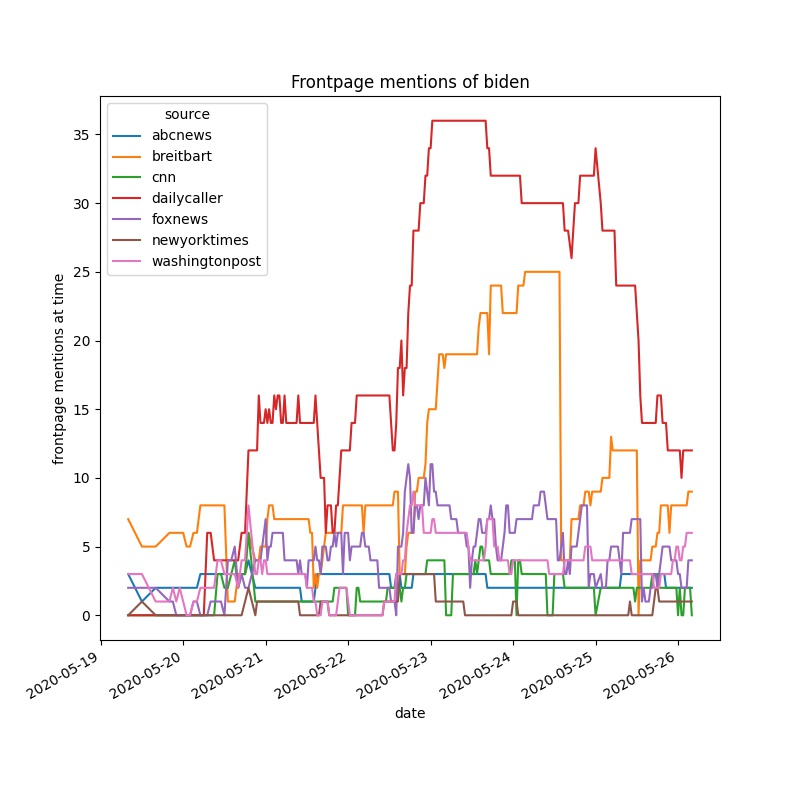 Frontpage mentions of biden
source
abcnews
breitbart
cnn
dailycaller
foxnews
newyorktimes
washingtonpost
frontpage mentions at time
35
30
25
20
15
10
5
0
2020-05-19
2020-05-20
2020-05-21
2020-05-22
2020-05-23
2020-05-24
2020-05-25
2020-05-26
date